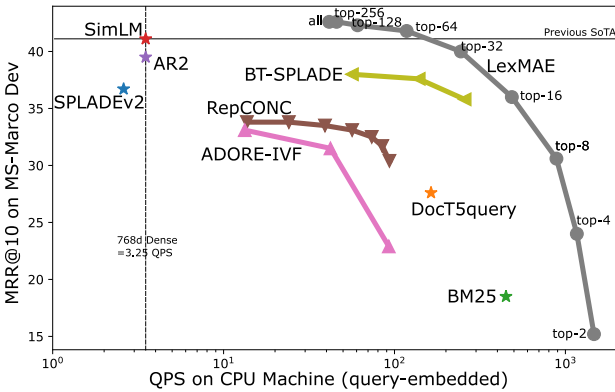 top-256
all
top-128
top-64
Previous SoTA
SimLM
40
top-32
AR2
LexMAE
BT-SPLADE
SPLADEv2
top-16
35
RepCONC
ADORE-IVF
top-8
30
DocT5query
25
768d Dense
=3.25 QPS
top-4
20
BM25
15
top-2
MRR@10 on MS-Marco Dev
10⁰
10¹
10²
10³
QPS on CPU Machine (query-embedded)